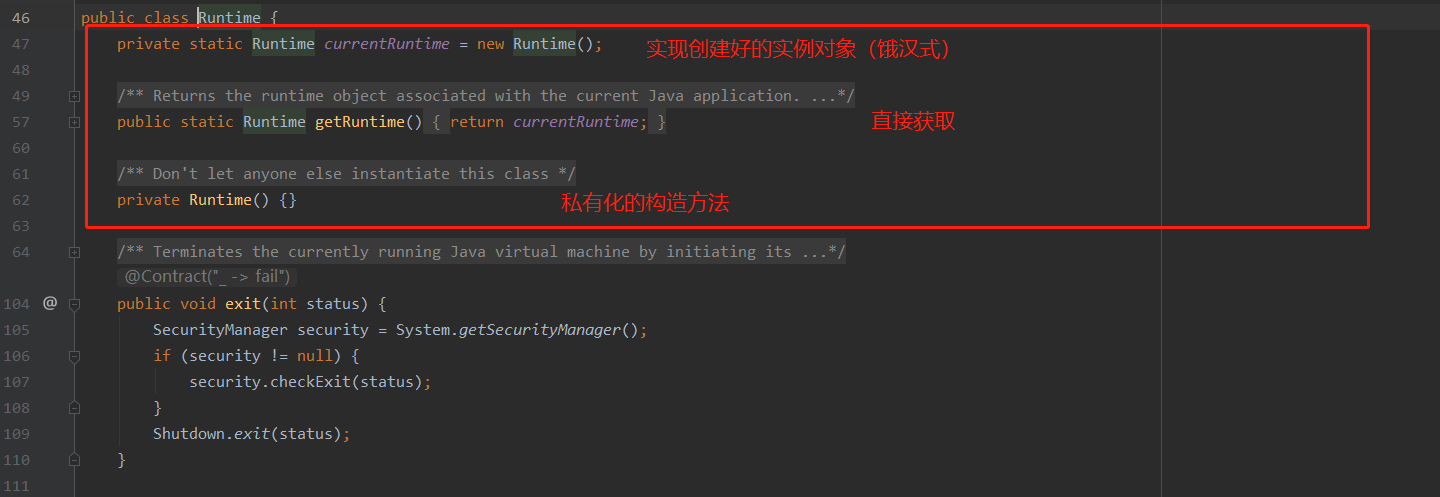 46 public class Runtime {
47 private static Runtime currentRuntime = new Runtime(); 实现创建好的实例对象（饿汉式）
48
49 /** Returns the runtime object associated with the current Java application. ...*/
57 public static Runtime getRuntime() { return currentRuntime; } 直接获取
60
61 /** Don't let anyone else instantiate this class */
62 private Runtime() {} 私有化的构造方法
63
64 /** Terminates the currently running Java virtual machine by initiating its ...*/
@Contract("_ -> fail")
104 @ public void exit(int status) {
105 SecurityManager security = System.getSecurityManager();
106 if (security != null) {
107 security.checkExit(status);
108 }
109 Shutdown.exit(status);
110 }
111